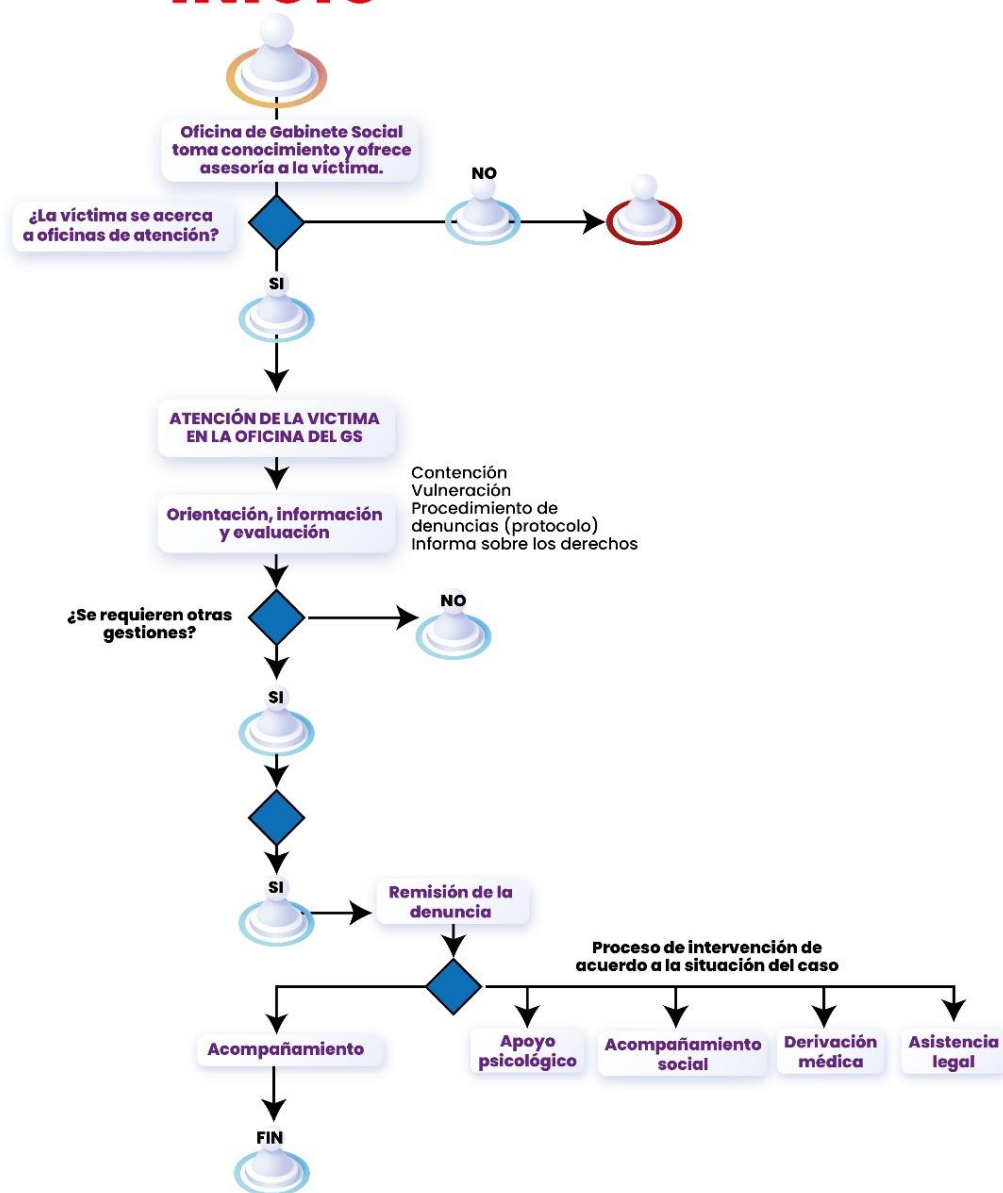 INICIO
Oficina de Gabinete Social
toma conocimiento y ofrece
asesoría a la víctima.
NO
¿La víctima se acerca
a oficinas de atención?
SI
ATENCIÓN DE LA VICTIMA
EN LA OFICINA DEL GS
Contención
Vulneración
Procedimiento de
denuncias (protocolo)
Informa sobre los derechos
Orientación, información
y evaluación
¿Se requieren otras
gestiones?
NO
SI
SI
Remisión de la
denuncia
Proceso de intervención de
acuerdo a la situación del caso
Acompañamiento
Apoyo
psicológico
Acompañamiento
social
Derivación
médica
Asistencia
legal
FIN